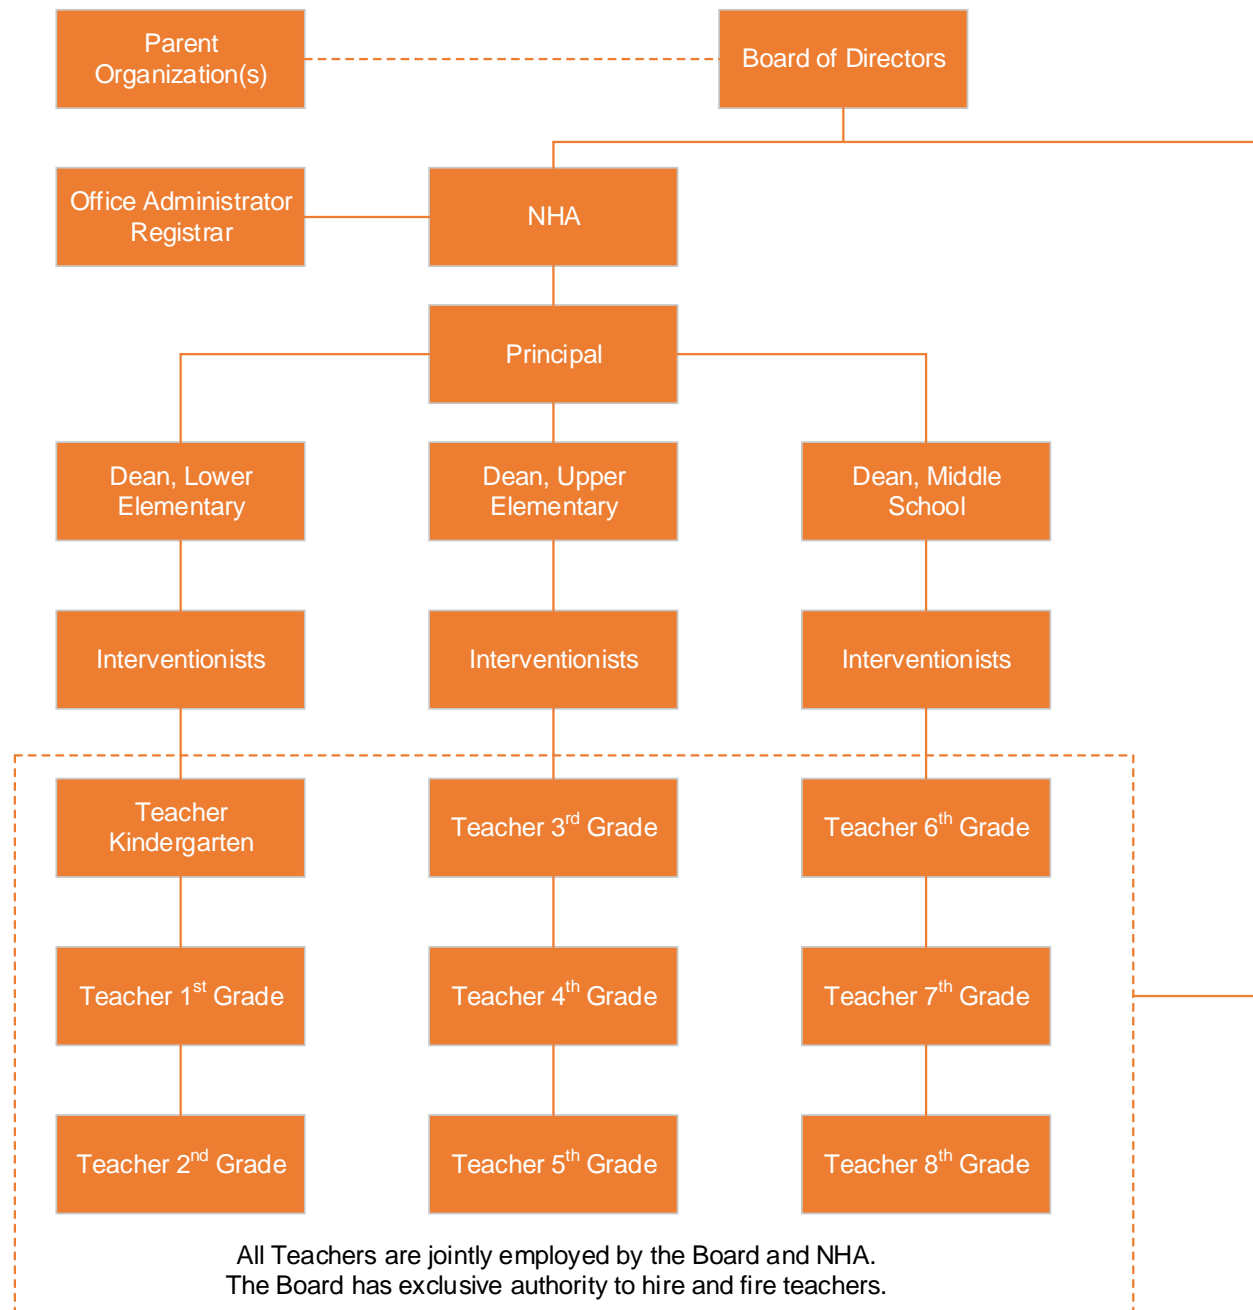 Parent
Organization(s)
Board of Directors
Office Administrator
Registrar
NHA
Principal
Dean, Lower
Elementary
Dean, Upper
Elementary
Dean, Middle
School
Interventionists
Interventionists
Interventionists
Teacher
Kindergarten
Teacher 3rd Grade
Teacher 6th Grade
Teacher 1st Grade
Teacher 4th Grade
Teacher 7th Grade
Teacher 2nd Grade
Teacher 5th Grade
Teacher 8th Grade
All Teachers are jointly employed by the Board and NHA.
The Board has exclusive authority to hire and fire teachers.